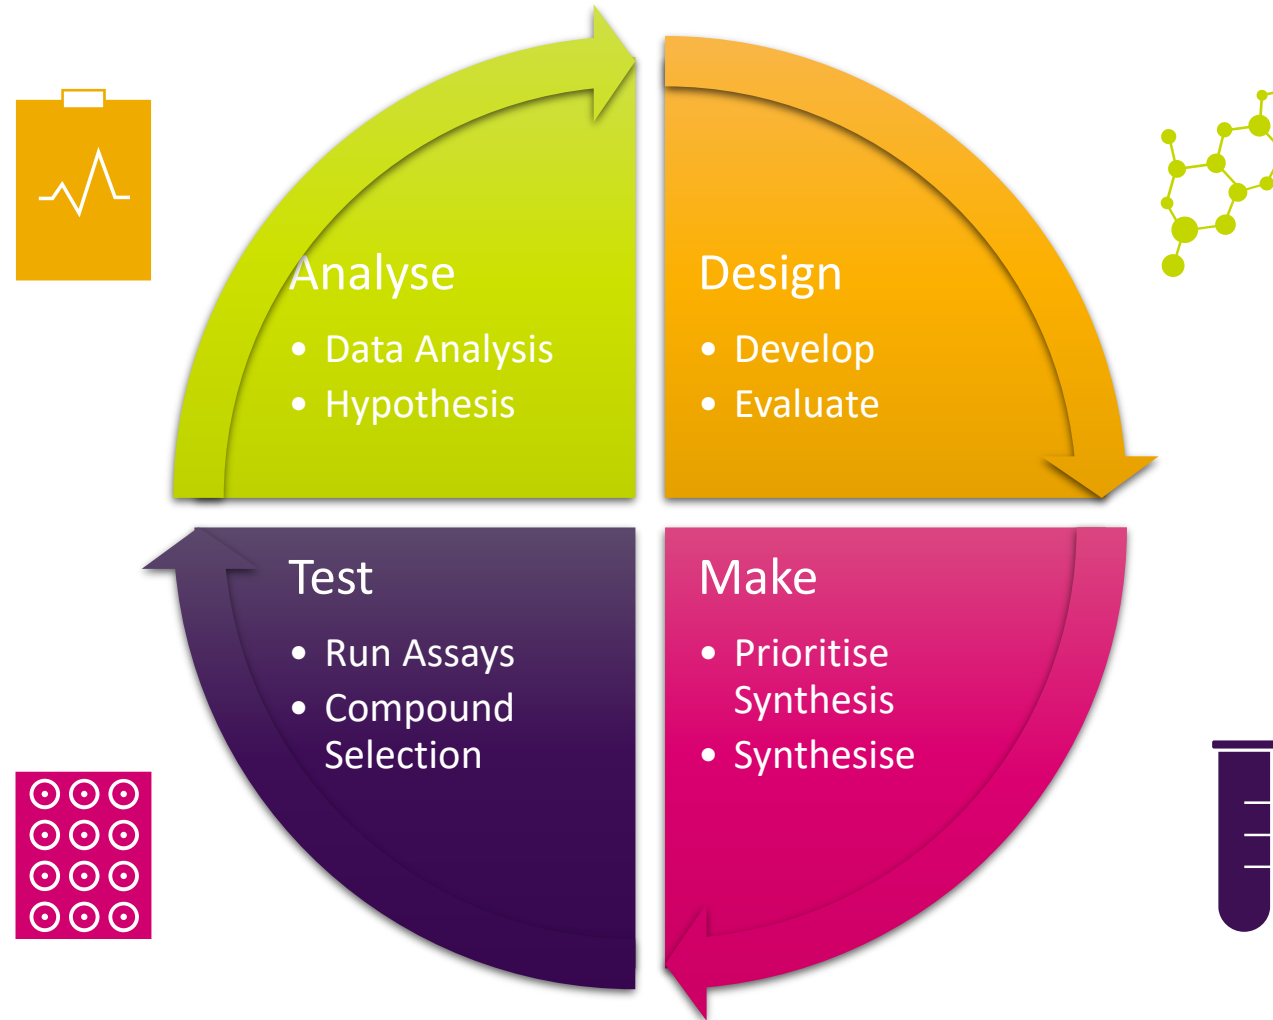 Analyse
• Data Analysis
• Hypothesis
Design
• Develop
• Evaluate
Test
• Run Assays
• Compound
Selection
Make
• Prioritise
Synthesis
• Synthesise